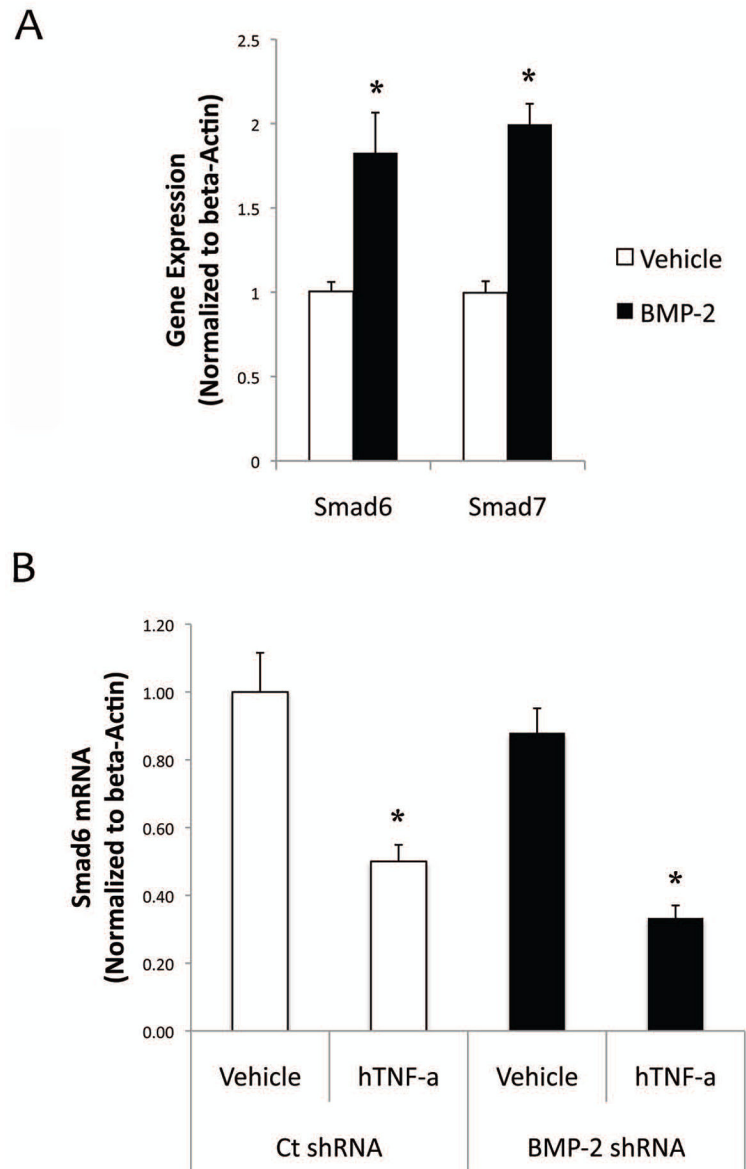 A
Gene Expression
(Normalized to beta-Actin)
2.5
2
1.5
1
0.5
0
*
*
Smad6
Smad7
Vehicle
BMP-2
B
Smad6 mRNA
(Normalized to beta-Actin)
1.20
1.00
0.80
0.60
0.40
0.20
0.00
*
*
Vehicle
hTNF-a
Vehicle
hTNF-a
Ct shRNA
BMP-2 shRNA